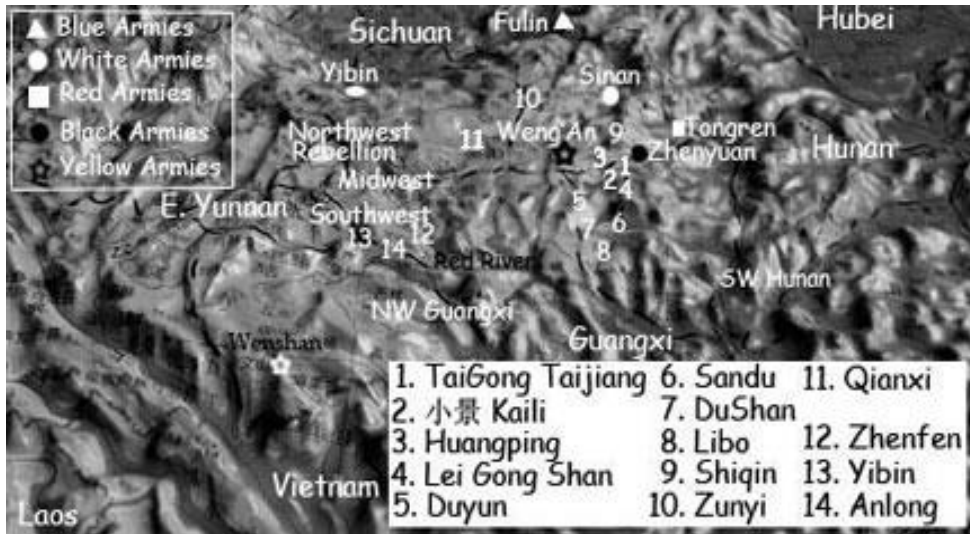 Blue Armies
White Armies
Red Armies
Black Armies
Yellow Armies
Sichuan
Fulin
Hubei
Yibin
10
Sinan
Northwest
Rebellion
11
Weng An
9
Tongren
3
1
Zhenyuan
Hunan
Midwest
2
4
E. Yunnan
5
Southwest
13
12
7
6
14
8
Red River
SW Hunan
NW Guangxi
Guangxi
Wenshan
Vietnam
Laos
1. TaiGong Taijiang
2. 小景 Kaili
3. Huangping
4. Lei Gong Shan
5. Duyun
6. Sandu
7. DuShan
8. Libo
9. Shiqin
10. Zunyi
11. Qianxi
12. Zhenfen
13. Yibin
14. Anlong